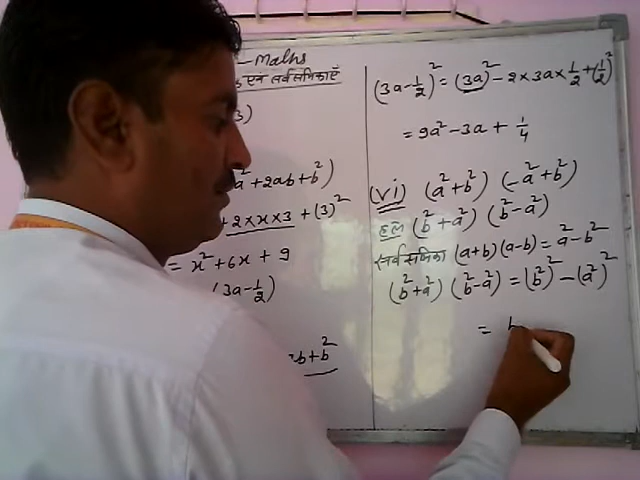 -Maths
एवं सर्वसमिकाएँ
3)
a² + 2ab + b²)
+ 2×x×3 + (3)²
= x² + 6x + 9
(3a - 1/2)
b + b²
(3a - 1/2)² = (3a)² - 2×3a×1/2 + (1/2)²
= 9a² - 3a + 1/4
(vi) (a² + b²) (-a² + b²)
हल (b² + a²) (b² - a²)
सर्वसमिका (a+b)(a-b) = a² - b²
(b² + a²) (b² - a²) = (b²)² - (a²)²
=